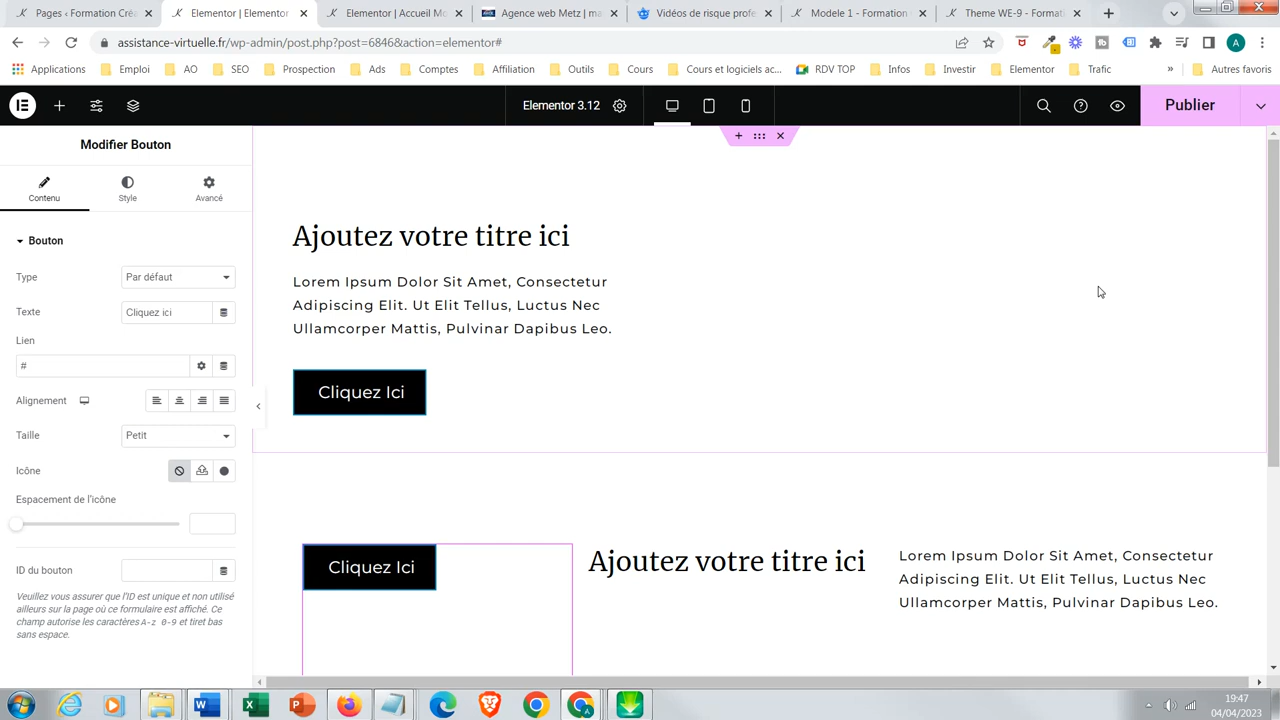 Pages ‹ Formation Créa
Elementor | Elementor
Elementor | Accueil Mo
Agence web Metz | ma
Vidéos de risque profe
Modele 1 - Formation
Theme WE-9 - Format
assistance-virtuelle.fr/wp-admin/post.php?post=6846&action=elementor#
A
Applications
Emploi
AO
SEO
Prospection
Ads
Comptes
Affiliation
Outils
Cours
Cours et logiciels ac...
RDV TOP
Infos
Investir
Elementor
Trafic
»
Autres favoris
Elementor 3.12
Publier
Modifier Bouton
Contenu
Style
Avancé
Bouton
Type
Par défaut
Texte
Cliquez ici
Lien
#
Alignement
Taille
Petit
Icône
Espacement de l'icône
ID du bouton
Veuillez vous assurer que l'ID est unique et non utilisé
ailleurs sur la page où ce formulaire est affiché. Ce
champ autorise les caractères A-z 0-9 et tiret bas
sans espace.
Ajoutez votre titre ici
Lorem Ipsum Dolor Sit Amet, Consectetur
Adipiscing Elit. Ut Elit Tellus, Luctus Nec
Ullamcorper Mattis, Pulvinar Dapibus Leo.
Cliquez Ici
Cliquez Ici
Ajoutez votre titre ici
Lorem Ipsum Dolor Sit Amet, Consectetur
Adipiscing Elit. Ut Elit Tellus, Luctus Nec
Ullamcorper Mattis, Pulvinar Dapibus Leo.
19:47
04/04/2023